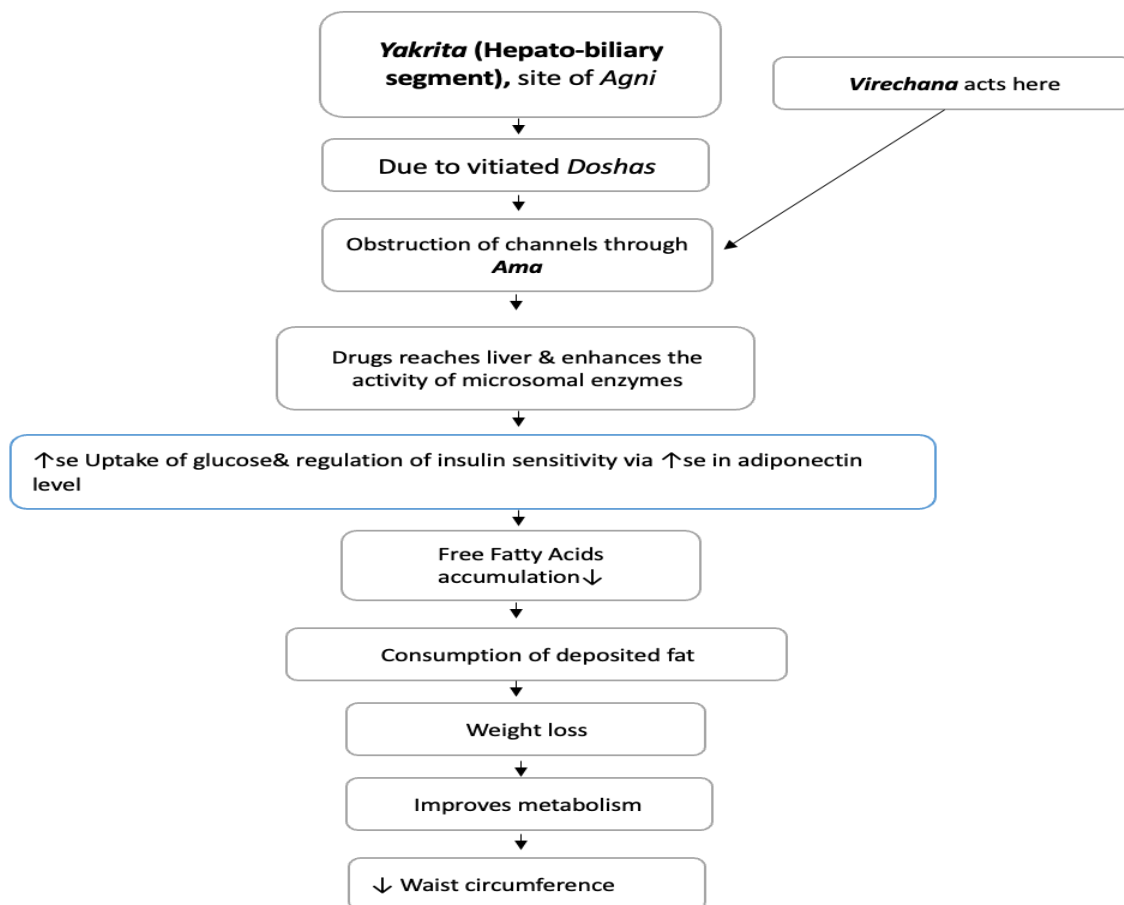 Yakrita (Hepato-biliary
segment), site of Agni
Virechana acts here
Due to vitiated Doshas
Obstruction of channels through
Ama
Drugs reaches liver & enhances the
activity of microsomal enzymes
↑se Uptake of glucose& regulation of insulin sensitivity via ↑se in adiponectin
level
Free Fatty Acids
accumulation↓
Consumption of deposited fat
Weight loss
Improves metabolism
↓ Waist circumference